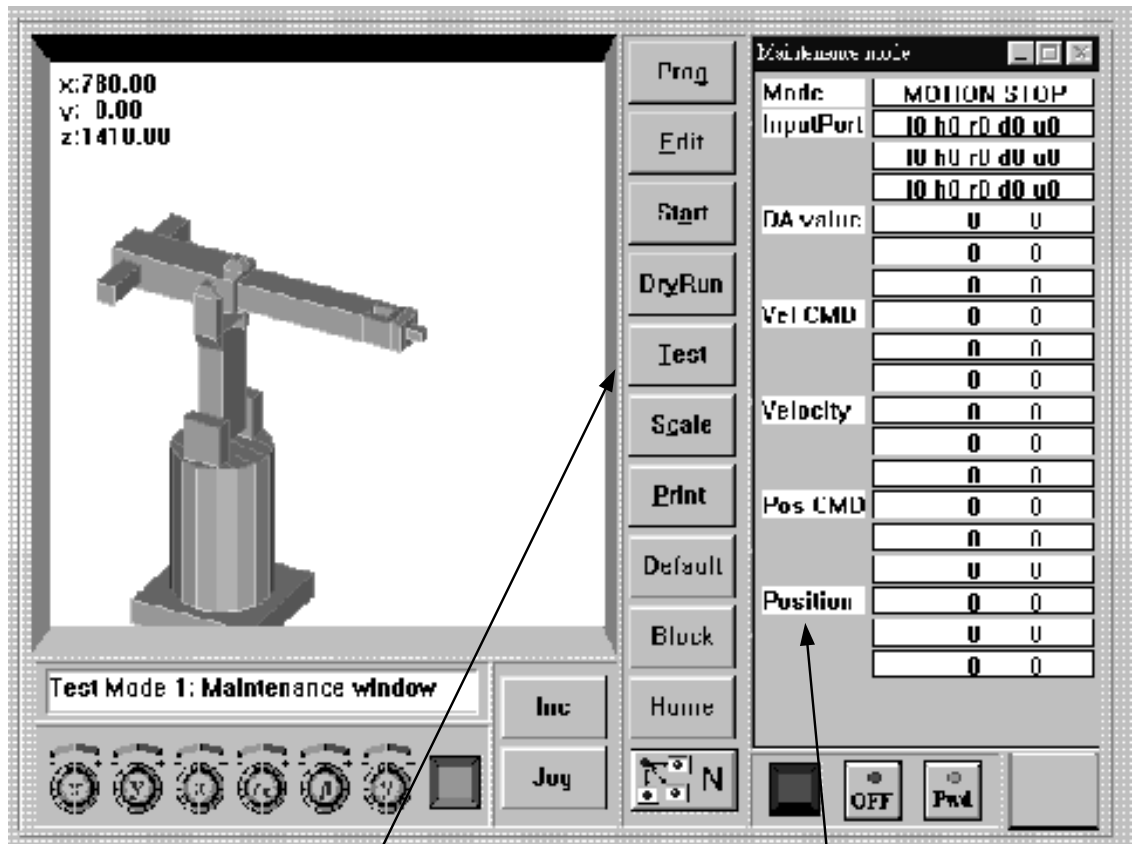 x:780.00
y: 0.00
z:1410.00
Test Mode 1: Maintenance window
Inc
Joy
Prog
Edit
Start
DryRun
Test
Scale
Print
Default
Block
Home
N
Maintenance mode
Mode MOTION STOP
InputPort l0 h0 r0 d0 u0
l0 h0 r0 d0 u0
l0 h0 r0 d0 u0
DA value 0 0
0 0
0 0
Vel CMD 0 0
0 0
0 0
Velocity 0 0
0 0
0 0
Pos CMD 0 0
0 0
0 0
Position 0 0
0 0
0 0
OFF
Pwd